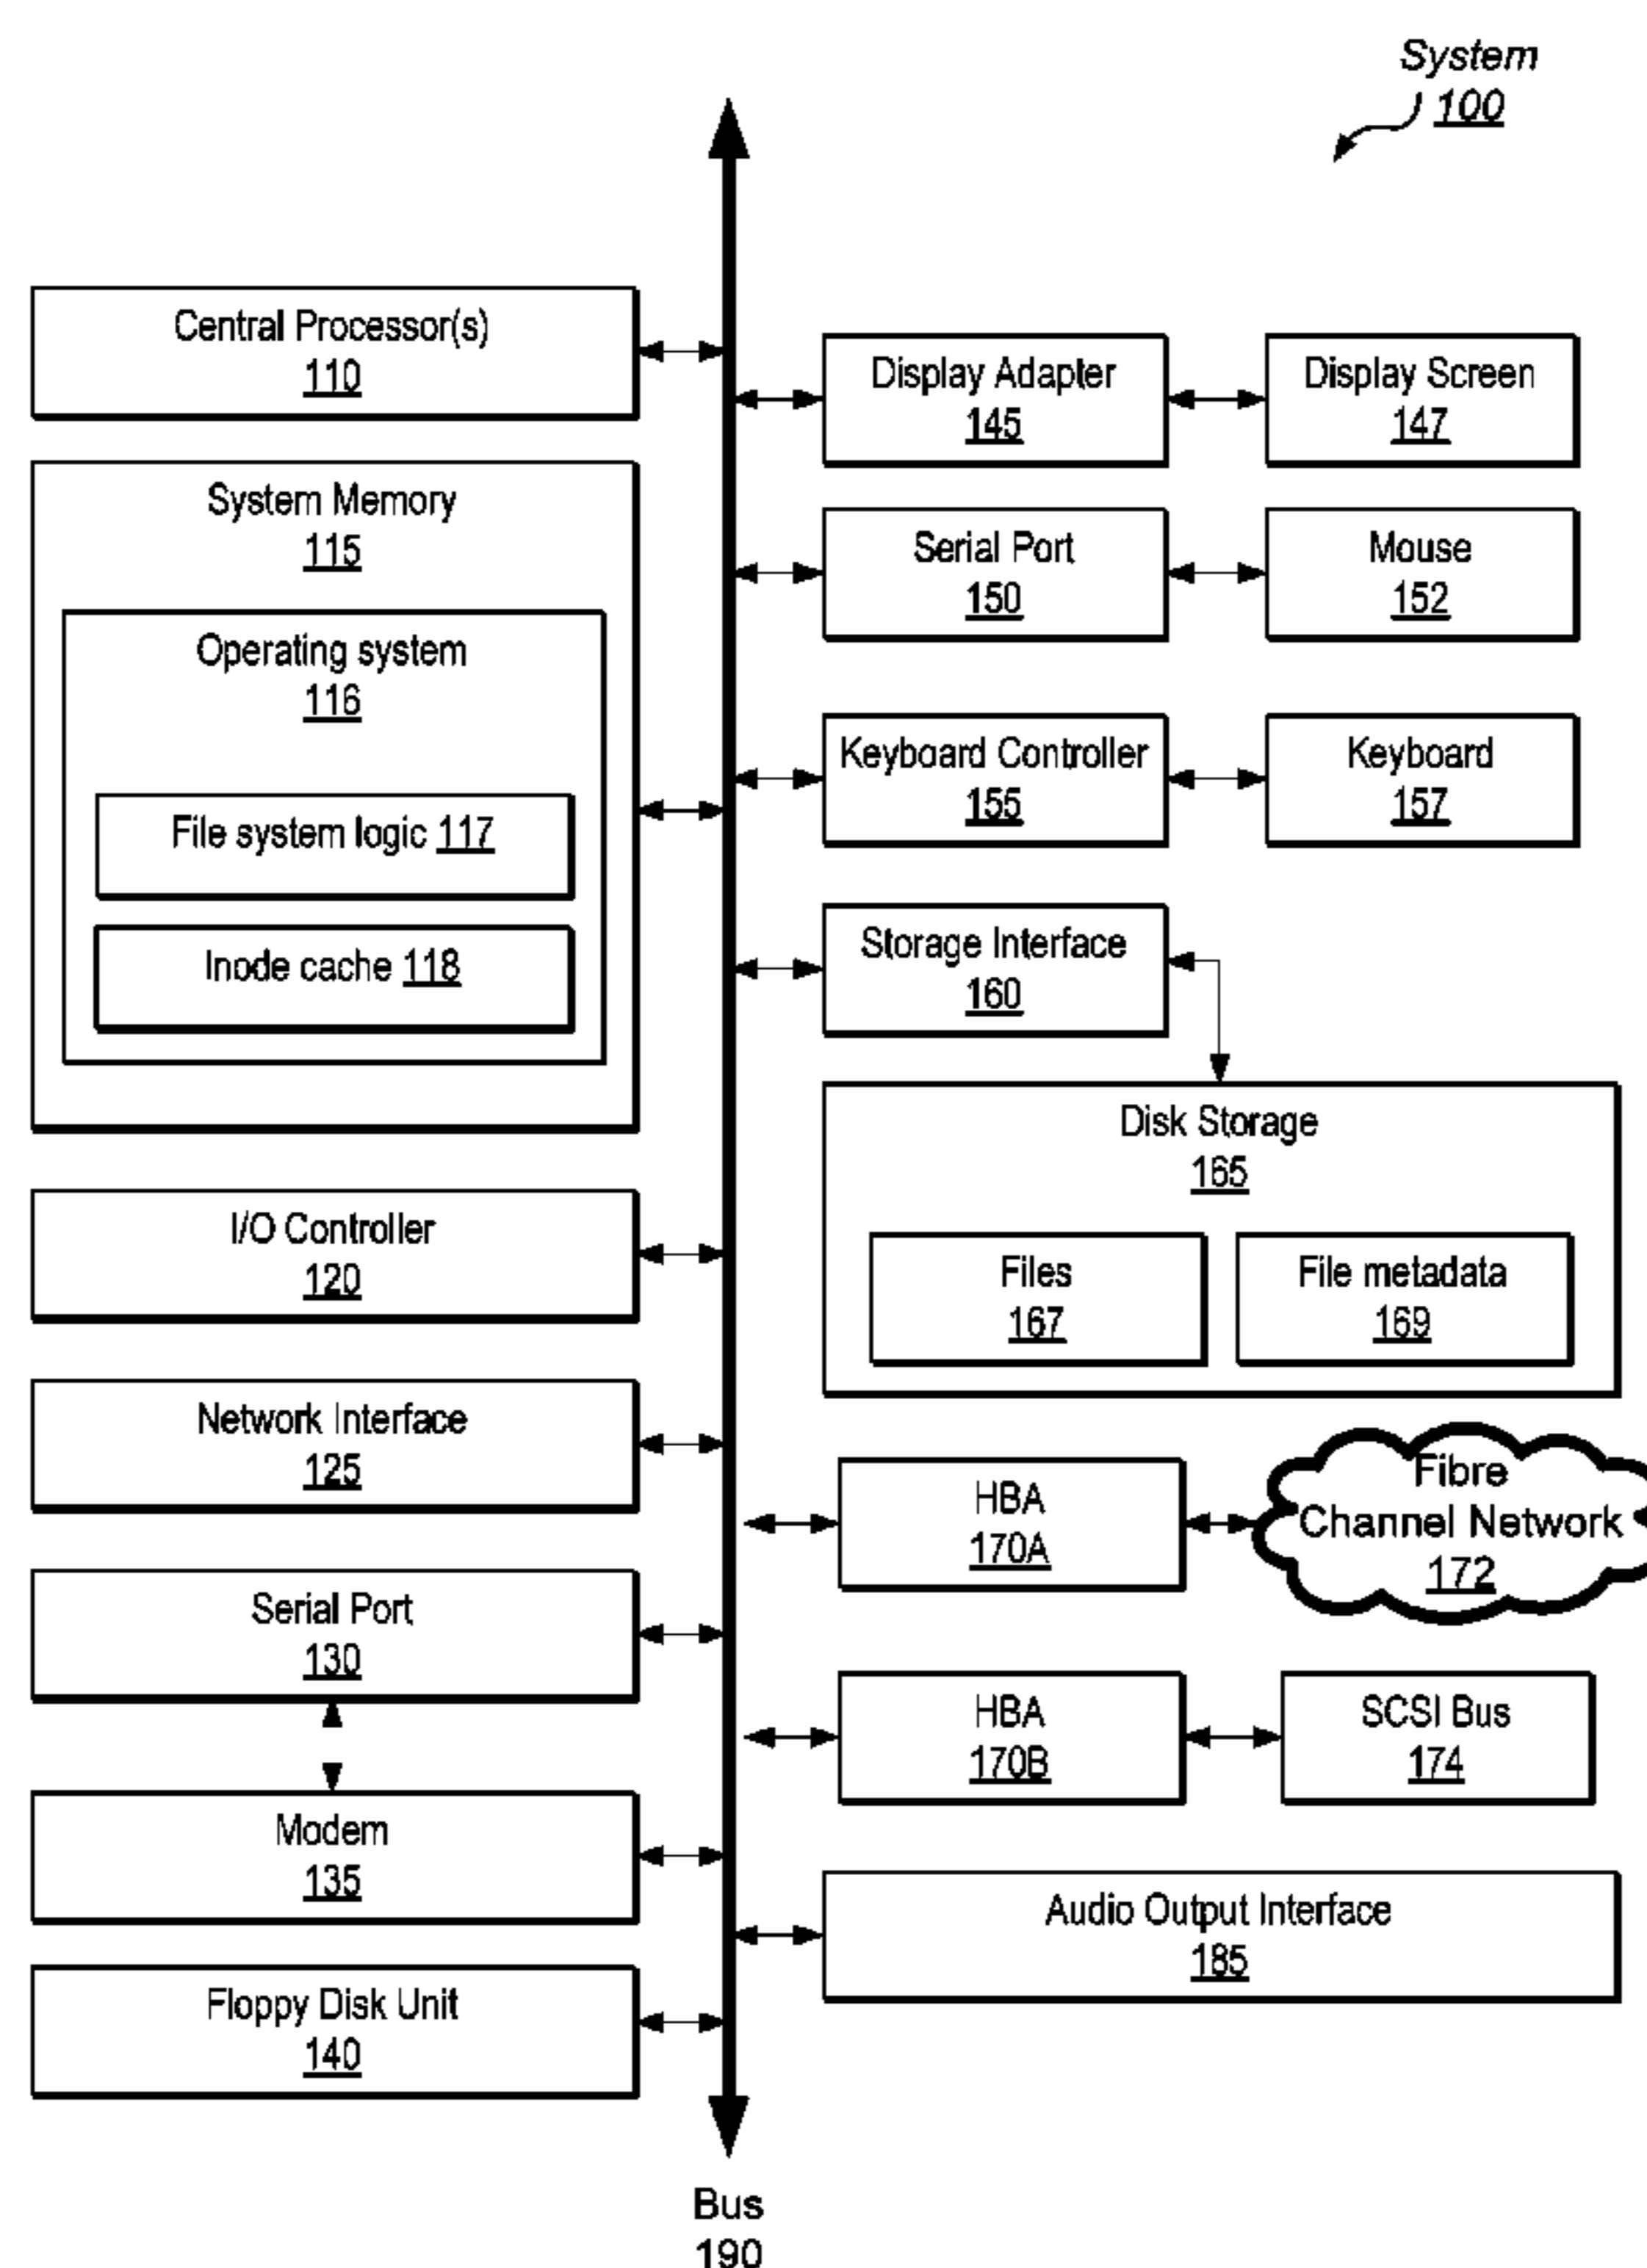 System
100
Central Processor(s)
110
System Memory
115
Operating system
116
File system logic 117
Inode cache 118
I/O Controller
120
Network Interface
125
Serial Port
130
Modem
135
Floppy Disk Unit
140
Display Adapter
145
Display Screen
147
Serial Port
150
Mouse
152
Keyboard Controller
155
Keyboard
157
Storage Interface
160
Disk Storage
165
Files
167
File metadata
169
HBA
170A
Fibre
Channel Network
172
HBA
170B
SCSI Bus
174
Audio Output Interface
185
Bus
190